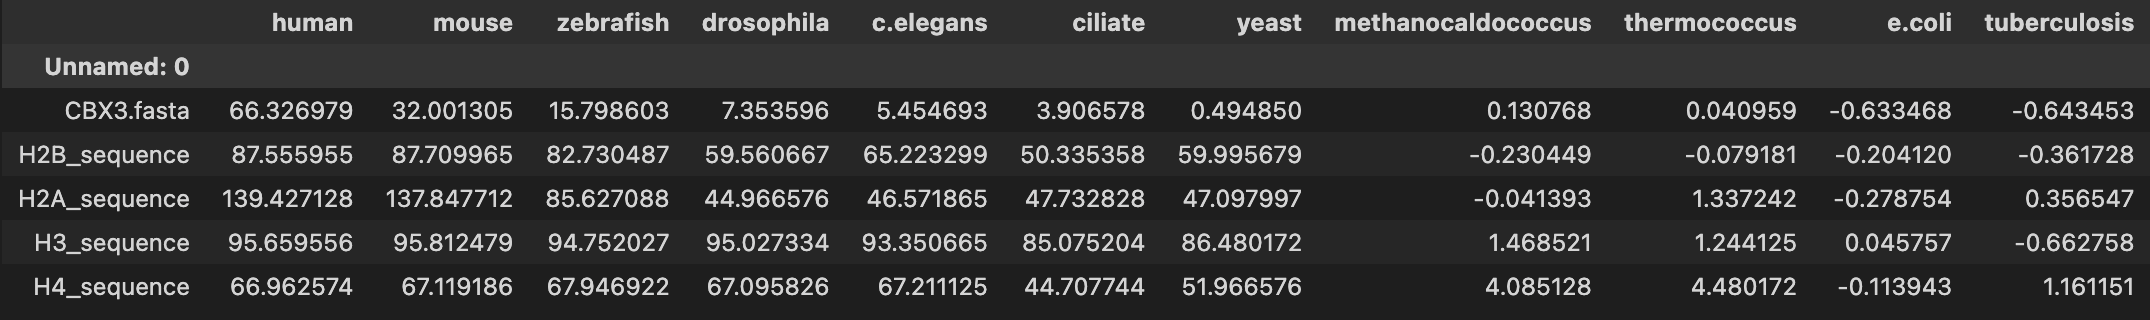 human mouse zebrafish drosophila c.elegans ciliate yeast methanocaldococcus thermococcus e.coli tuberculosis
Unnamed: 0
CBX3.fasta 66.326979 32.001305 15.798603 7.353596 5.454693 3.906578 0.494850 0.130768 0.040959 -0.633468 -0.643453
H2B_sequence 87.555955 87.709965 82.730487 59.560667 65.223299 50.335358 59.995679 -0.230449 -0.079181 -0.204120 -0.361728
H2A_sequence 139.427128 137.847712 85.627088 44.966576 46.571865 47.732828 47.097997 -0.041393 1.337242 -0.278754 0.356547
H3_sequence 95.659556 95.812479 94.752027 95.027334 93.350665 85.075204 86.480172 1.468521 1.244125 0.045757 -0.662758
H4_sequence 66.962574 67.119186 67.946922 67.095826 67.211125 44.707744 51.966576 4.085128 4.480172 -0.113943 1.161151